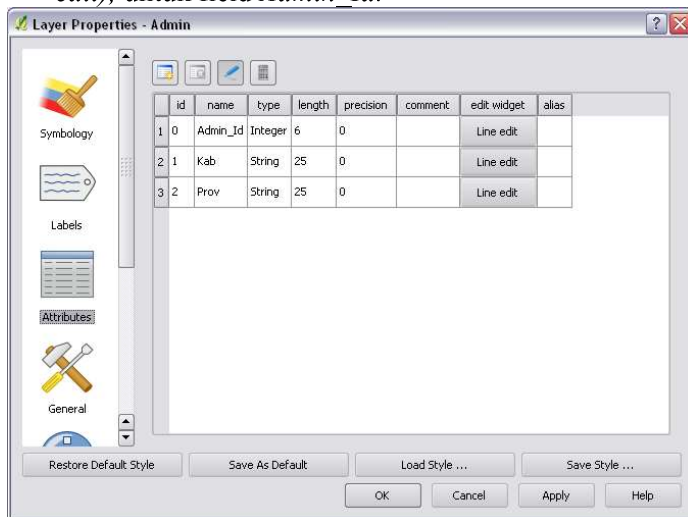 Layer Properties - Admin
id name type length precision comment edit widget alias
1 0 Admin_Id Integer 6 0 Line edit
2 1 Kab String 25 0 Line edit
3 2 Prov String 25 0 Line edit
Symbology
Labels
Attributes
General
Restore Default Style Save As Default Load Style ... Save Style ...
OK Cancel Apply Help